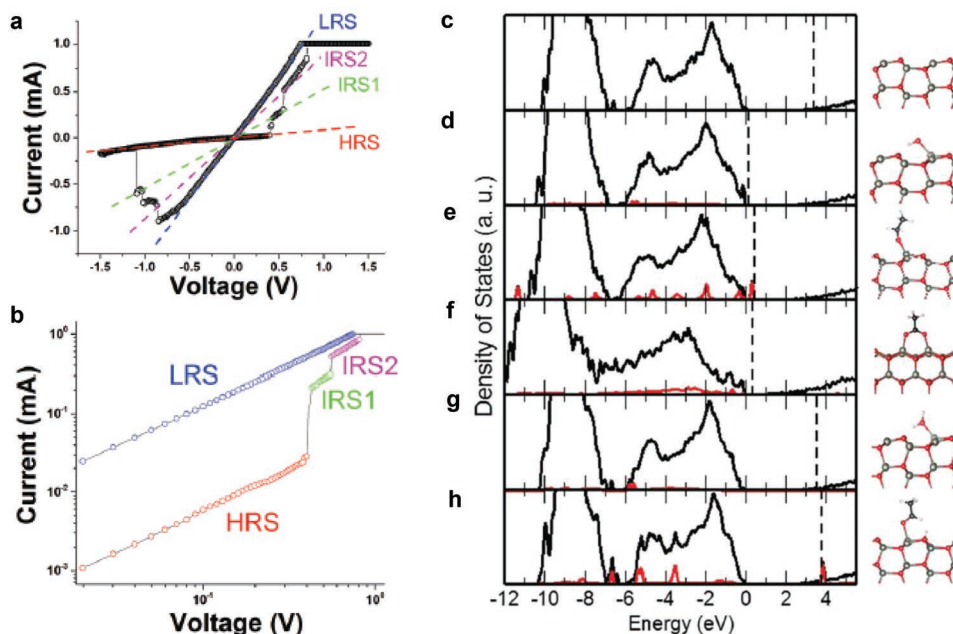 a
LRS
IRS2
IRS1
HRS
Current (mA)
1.0
0.5
0.0
-0.5
-1.0
-1.5 -1.0 -0.5 0.0 0.5 1.0 1.5
Voltage (V)
b
LRS
IRS2
IRS1
HRS
Current (mA)
10⁰
10⁻¹
10⁻²
10⁻³
10⁻¹ 10⁰
Voltage (V)
c
d
e
f
g
h
Density of States (a. u.)
-12 -10 -8 -6 -4 -2 0 2 4
Energy (eV)